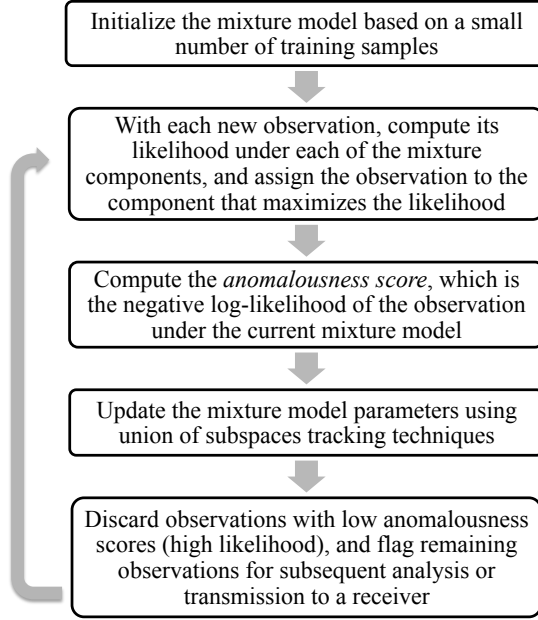 Initialize the mixture model based on a small
number of training samples
With each new observation, compute its
likelihood under each of the mixture
components, and assign the observation to the
component that maximizes the likelihood
Compute the anomalousness score, which is
the negative log-likelihood of the observation
under the current mixture model
Update the mixture model parameters using
union of subspaces tracking techniques
Discard observations with low anomalousness
scores (high likelihood), and flag remaining
observations for subsequent analysis or
transmission to a receiver